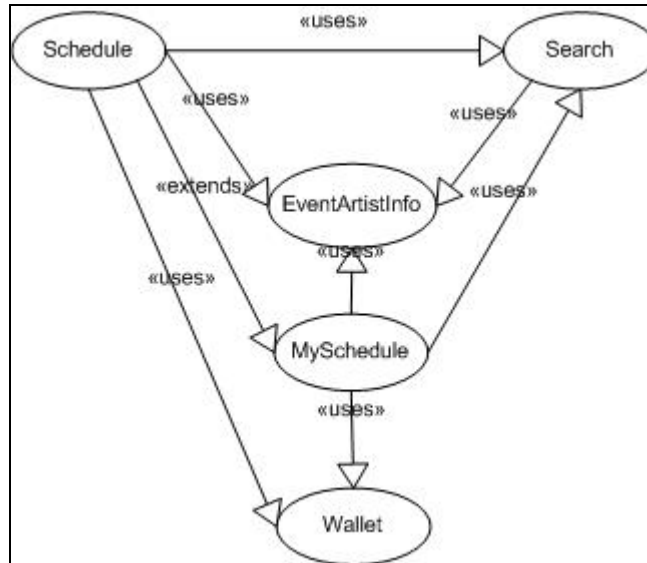 «uses»
Schedule
Search
«uses»
«uses»
«extends»
«uses»
EventArtistInfo
«uses»
«uses»
MySchedule
«uses»
Wallet